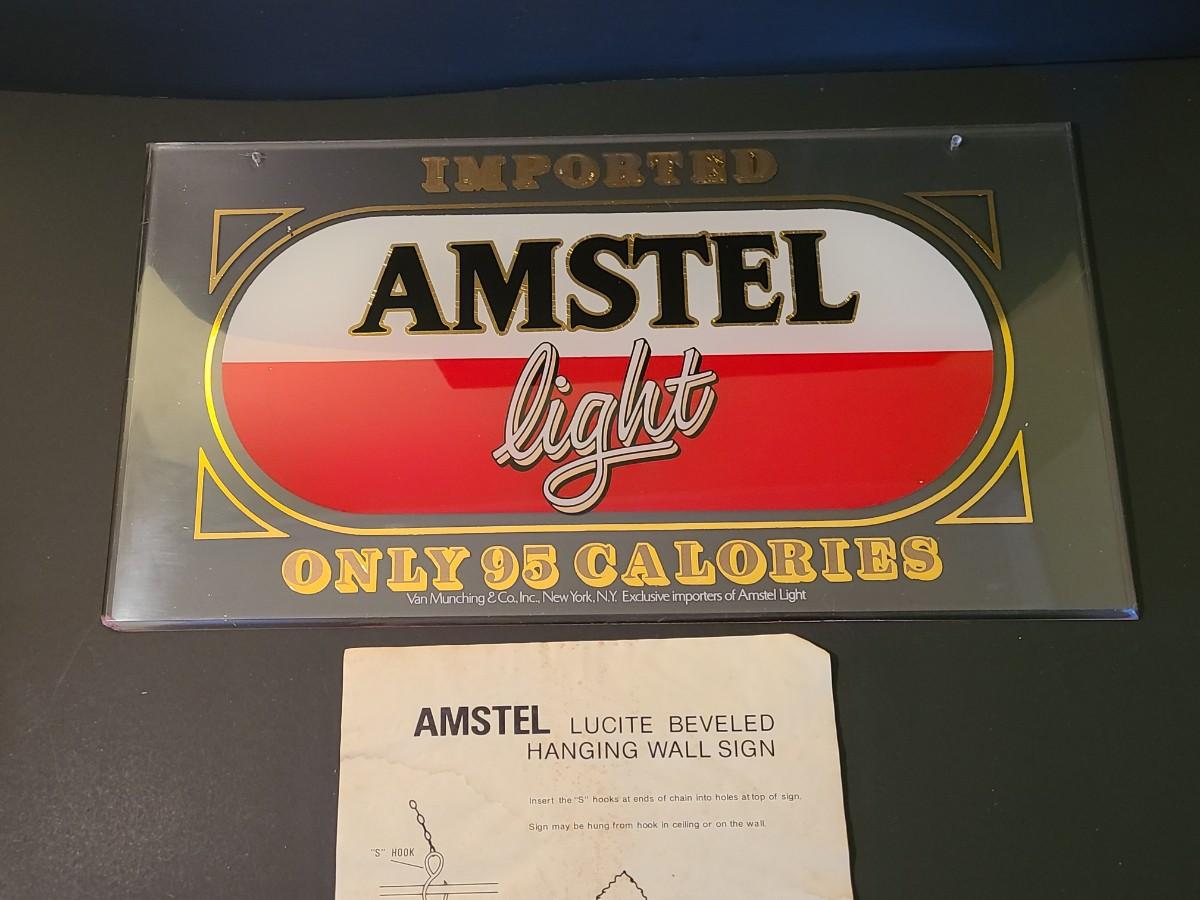 IMPORTED
AMSTEL
light
ONLY 95 CALORIES
Van Munching & Co., Inc., New York, N.Y. Exclusive importers of Amstel Light
AMSTEL LUCITE BEVELED
HANGING WALL SIGN
Insert the "S" hooks at ends of chain into holes at top of sign.
Sign may be hung from hook in ceiling or on the wall.
"S" HOOK